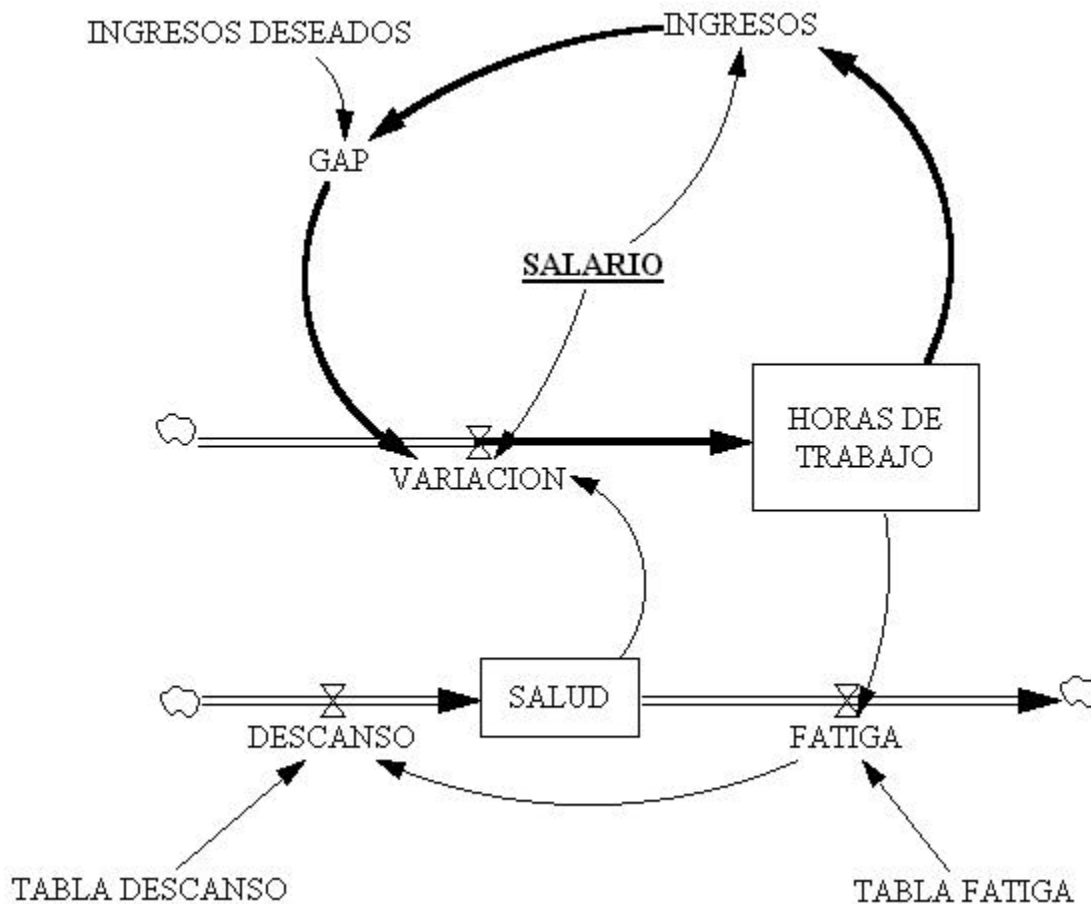 INGRESOS DESEADOS
INGRESOS
GAP
SALARIO
HORAS DE
TRABAJO
VARIACION
SALUD
DESCANSO
FATIGA
TABLA DESCANSO
TABLA FATIGA